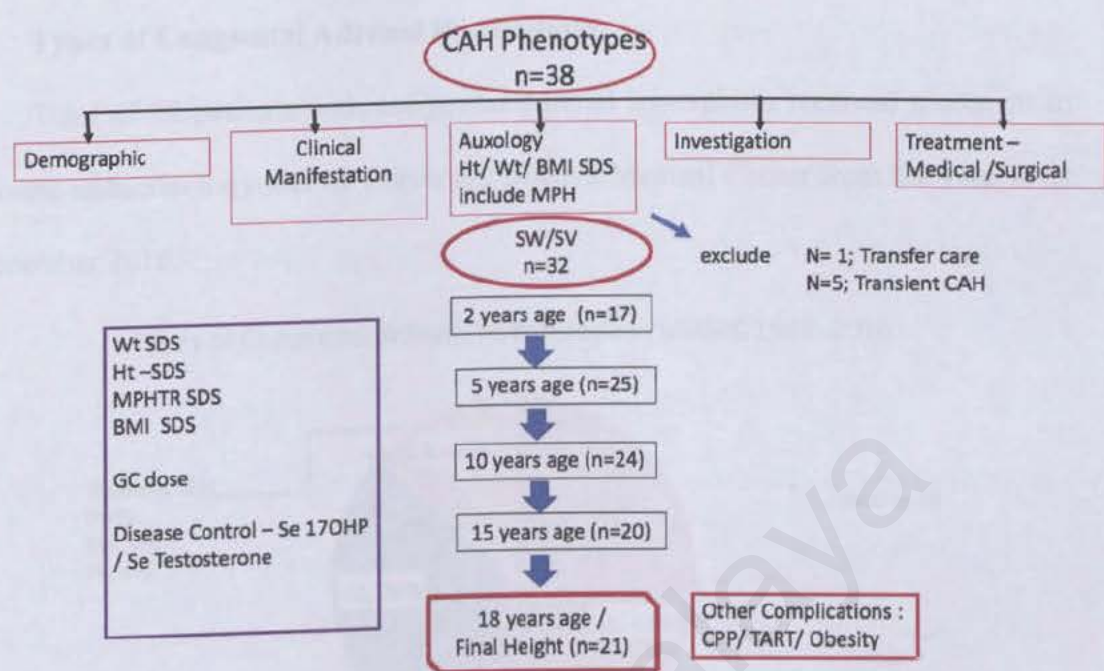 CAH Phenotypes
n=38
Demographic
Clinical
Manifestation
Auxology
Ht/ Wt/ BMI SDS
include MPH
Investigation
Treatment –
Medical /Surgical
SW/SV
n=32
exclude
N= 1; Transfer care
N=5; Transient CAH
2 years age (n=17)
5 years age (n=25)
10 years age (n=24)
15 years age (n=20)
18 years age /
Final Height (n=21)
Wt SDS
Ht –SDS
MPHTR SDS
BMI SDS
GC dose
Disease Control – Se 17OHP
/ Se Testosterone
Other Complications :
CPP/ TART/ Obesity